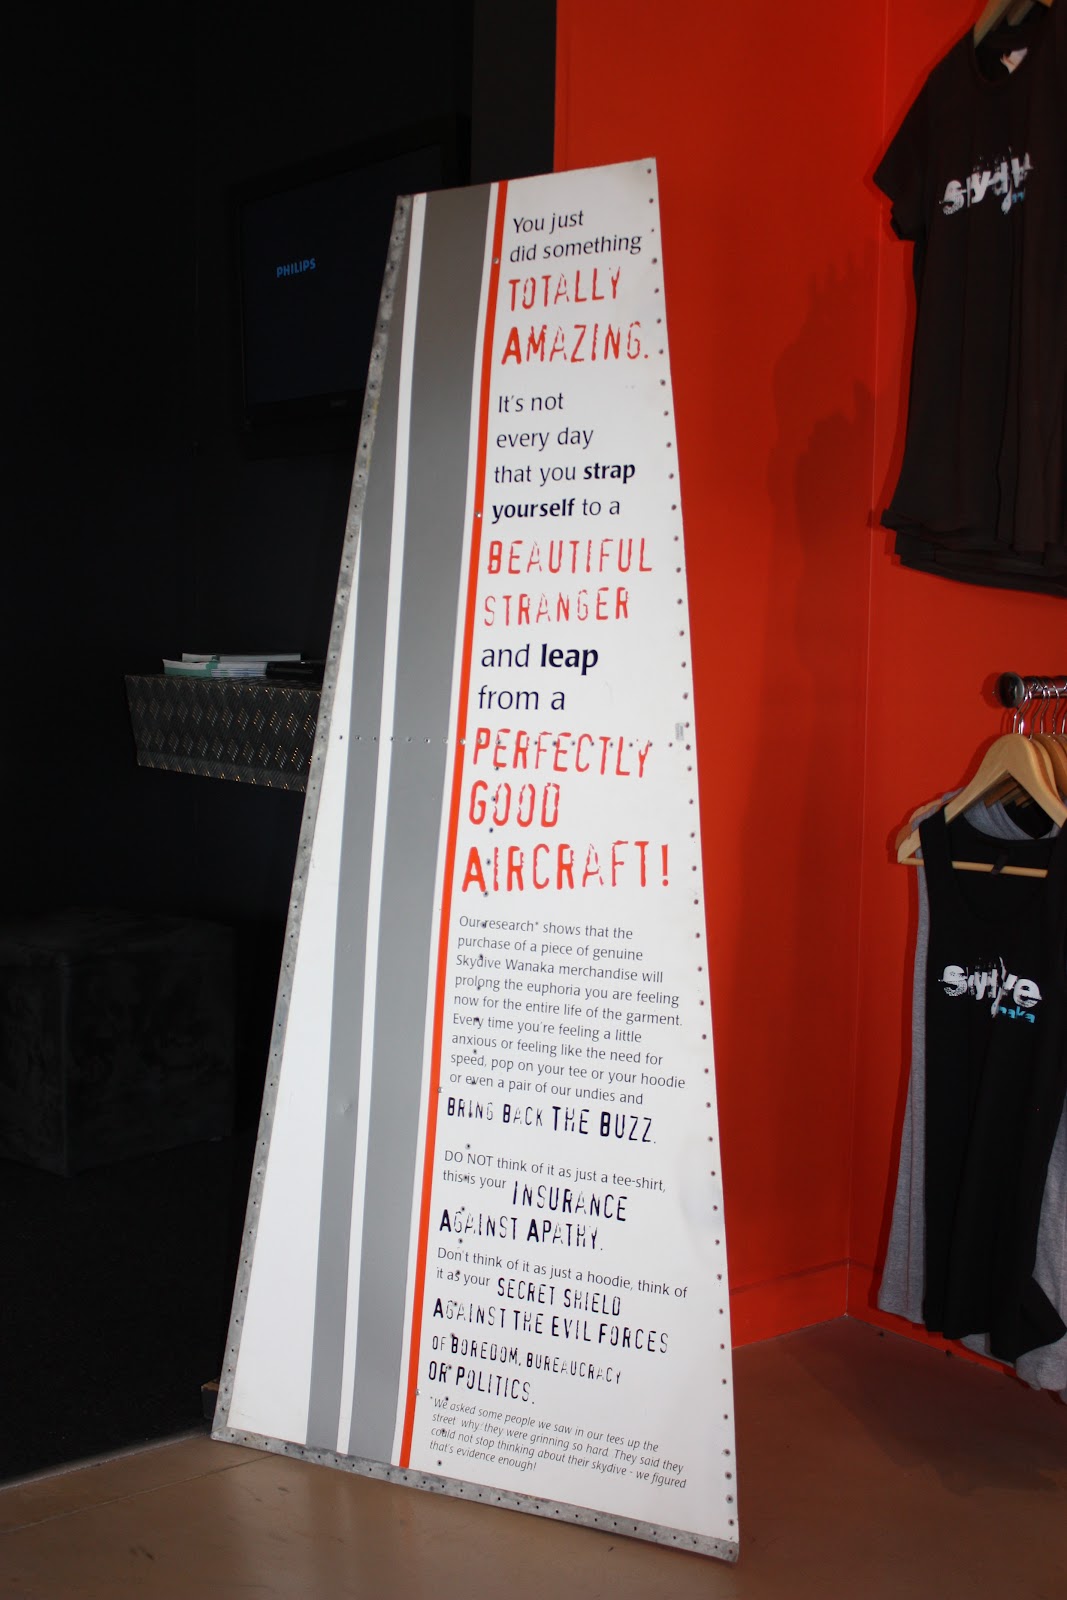 PHILIPS
You just
did something
TOTALLY
AMAZING.
It's not
every day
that you strap
yourself to a
BEAUTIFUL
STRANGER
and leap
from a
PERFECTLY
GOOD
AIRCRAFT!
Our research* shows that the
purchase of a piece of genuine
Skydive Wanaka merchandise will
prolong the euphoria you are feeling
now for the entire life of the garment.
Every time you're feeling a little
anxious or feeling like the need for
speed, pop on your tee or your hoodie
or even a pair of our undies and
BRING BACK THE BUZZ.
DO NOT think of it as just a tee-shirt,
this is your INSURANCE
AGAINST APATHY.
Don't think of it as just a hoodie, think of
it as your SECRET SHIELD
AGAINST THE EVIL FORCES
OF BOREDOM, BUREAUCRACY
OR POLITICS.
*We asked some people we saw in our tees up the
street why they were grinning so hard. They said they
could not stop thinking about their skydive - we figured
that's evidence enough!